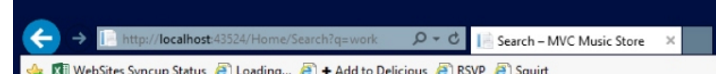 http://localhost:43524/Home/Search?q=work Search – MVC Music Store ×
WebSites Syncup Status Loading... + Add to Delicious RSVP Squirt